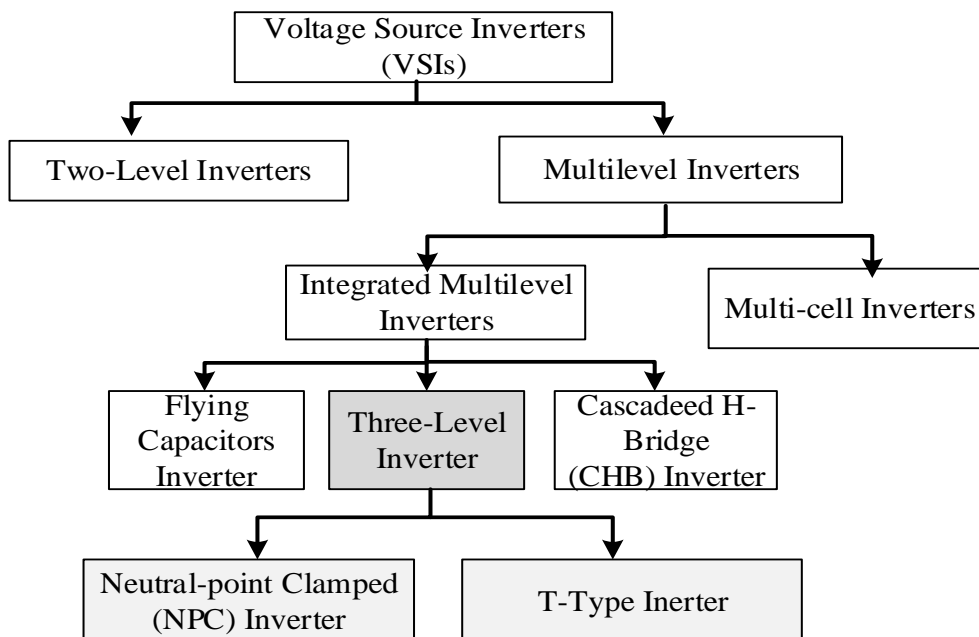 Voltage Source Inverters
(VSIs)
Two-Level Inverters
Multilevel Inverters
Integrated Multilevel
Inverters
Multi-cell Inverters
Flying
Capacitors
Inverter
Three-Level
Inverter
Cascadeed H-
Bridge
(CHB) Inverter
Neutral-point Clamped
(NPC) Inverter
T-Type Inerter